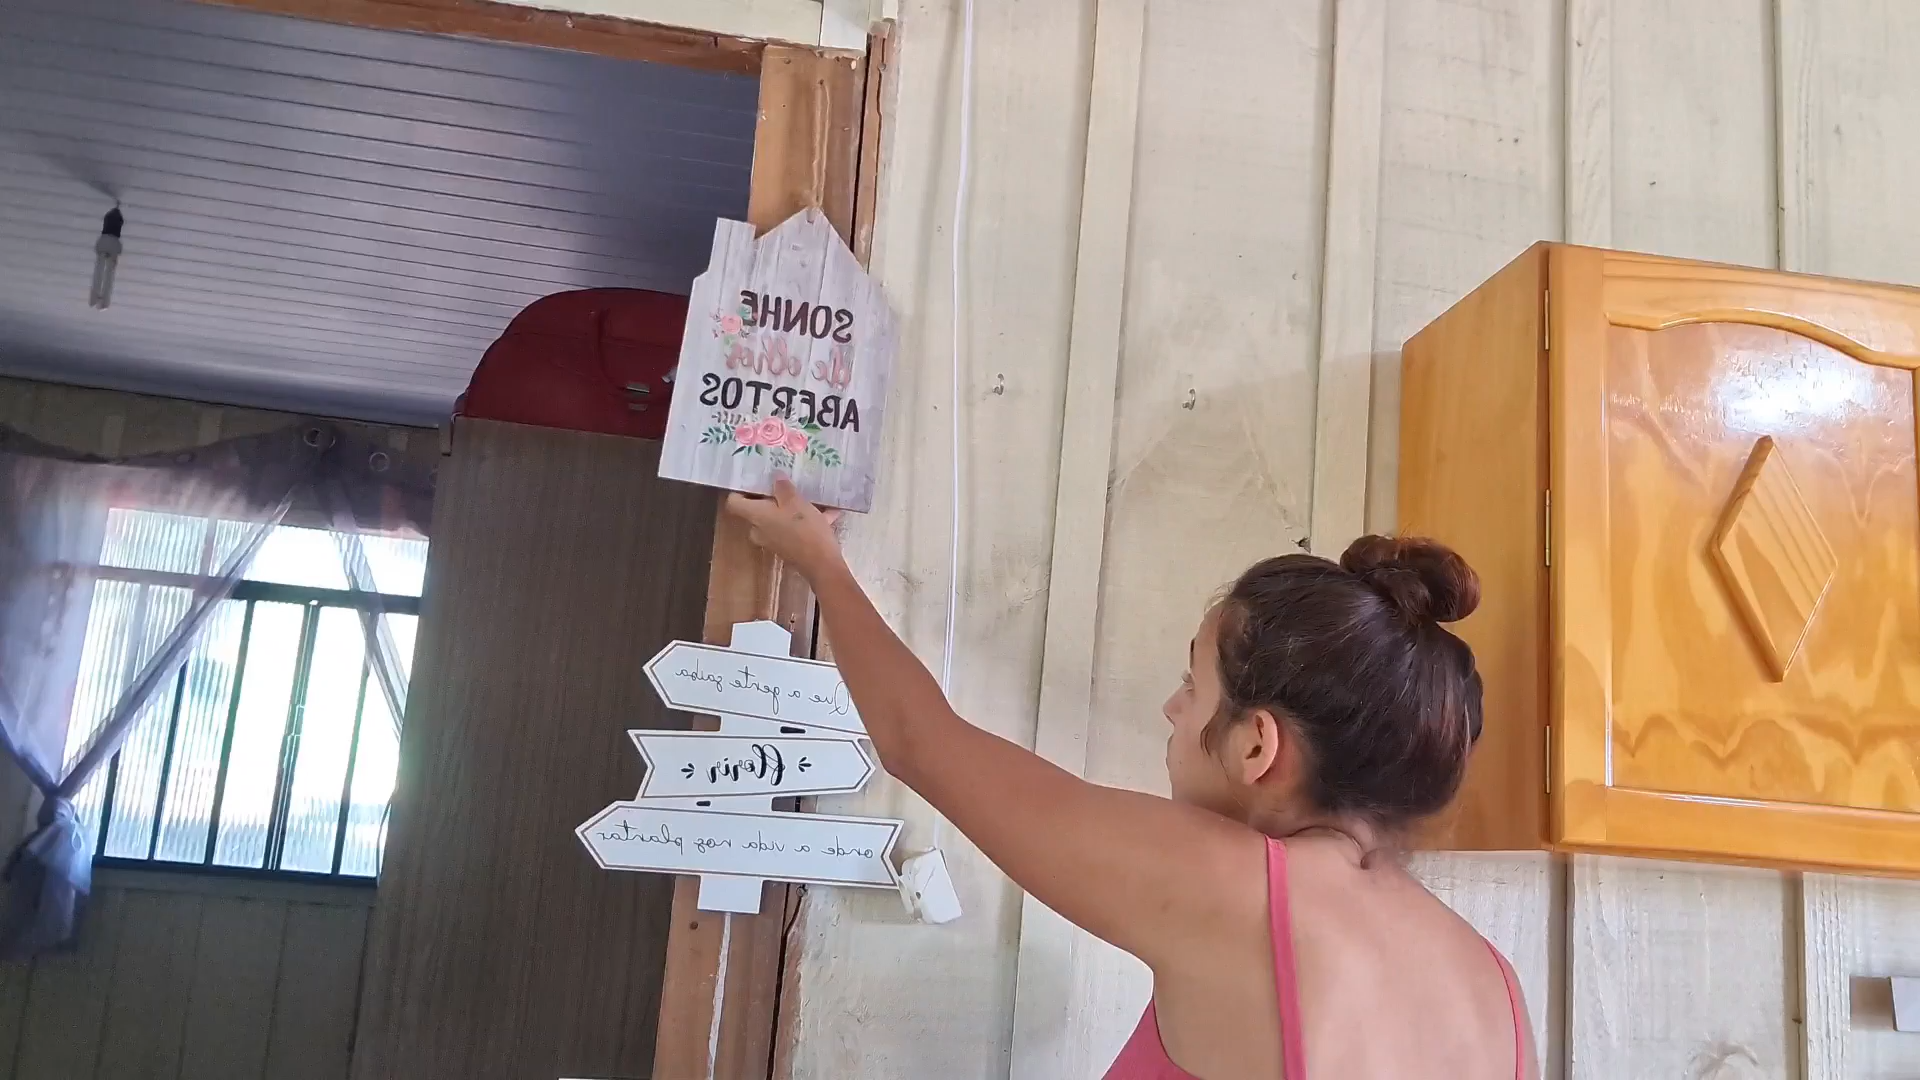 SONHE
de olhos
ABERTOS
Que a gente saiba
florir
onde a vida nos plantar